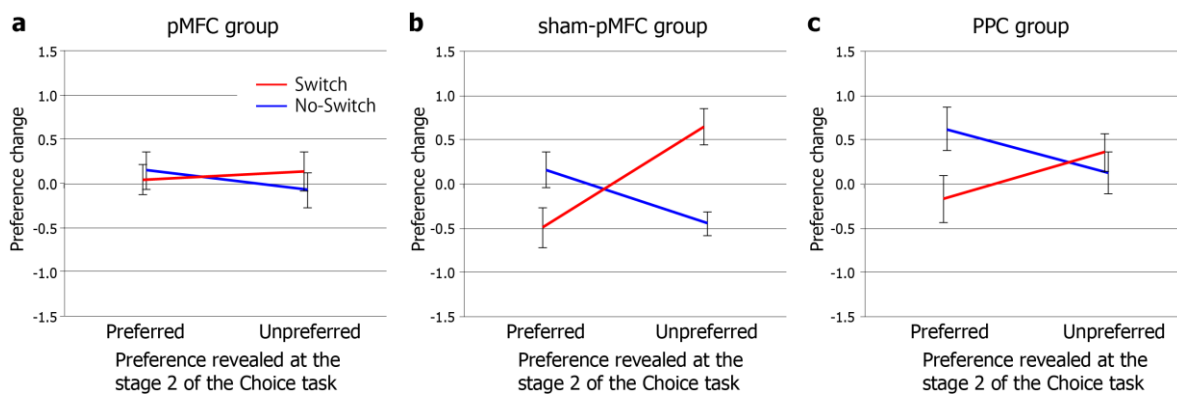 a
pMFC group
1.5
1.0
0.5
0.0
-0.5
-1.0
-1.5
Preference change
Switch
No-Switch
Preferred
Unpreferred
Preference revealed at the
stage 2 of the Choice task
b
sham-pMFC group
1.5
1.0
0.5
0.0
-0.5
-1.0
-1.5
Preference change
Preferred
Unpreferred
Preference revealed at the
stage 2 of the Choice task
c
PPC group
1.5
1.0
0.5
0.0
-0.5
-1.0
-1.5
Preference change
Preferred
Unpreferred
Preference revealed at the
stage 2 of the Choice task